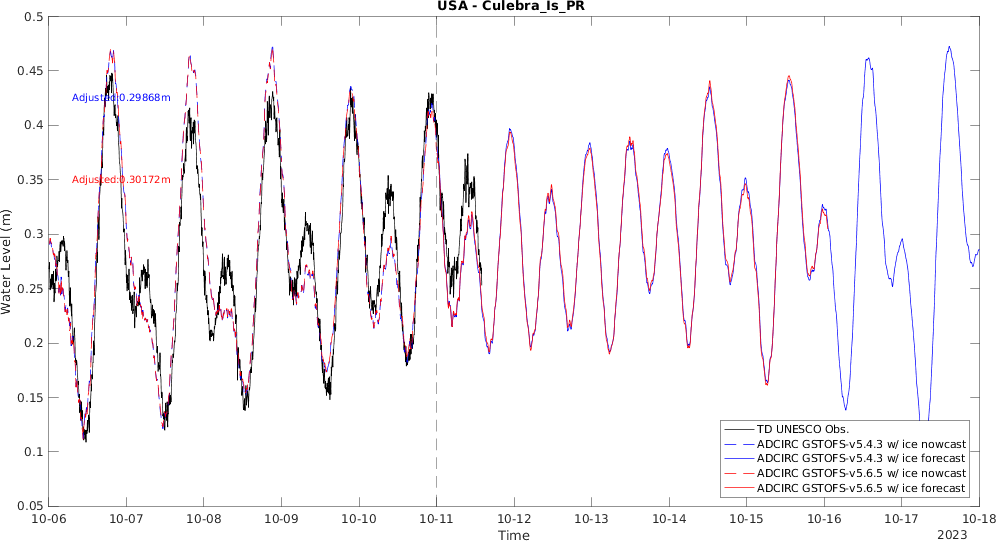 USA - Culebra_Is_PR
0.5
0.45
0.4
0.35
0.3
0.25
0.2
0.15
0.1
0.05
Water Level (m)
Adjusted:0.29868m
Adjusted:0.30172m
TD UNESCO Obs.
ADCIRC GSTOFS-v5.4.3 w/ ice nowcast
ADCIRC GSTOFS-v5.4.3 w/ ice forecast
ADCIRC GSTOFS-v5.6.5 w/ ice nowcast
ADCIRC GSTOFS-v5.6.5 w/ ice forecast
10-06 10-07 10-08 10-09 10-10 10-11 10-12 10-13 10-14 10-15 10-16 10-17 10-18
Time
2023